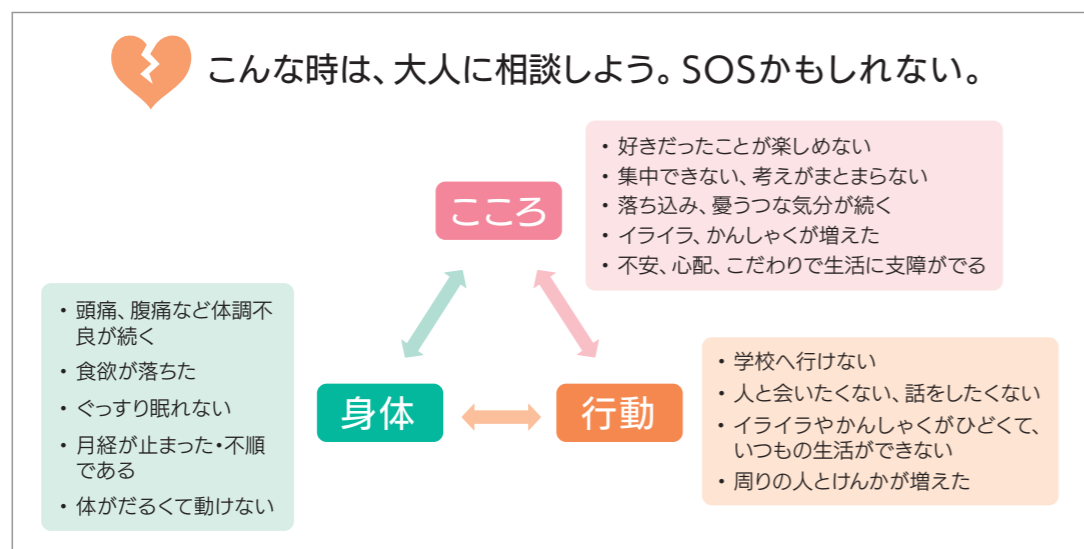 こんな時は、大人に相談しよう。SOSかもしれない。
こころ
・好きだったことが楽しめない
・集中できない、考えがまとまらない
・落ち込み、憂うつな気分が続く
・イライラ、かんしゃくが増えた
・不安、心配、こだわりで生活に支障がでる
身体
・頭痛、腹痛など体調不
良が続く
・食欲が落ちた
・ぐっすり眠れない
・月経が止まった・不順
である
・体がだるくて動けない
行動
・学校へ行けない
・人と会いたくない、話をしたくない
・イライラやかんしゃくがひどくて、
いつもの生活ができない
・周りの人とけんかが増えた